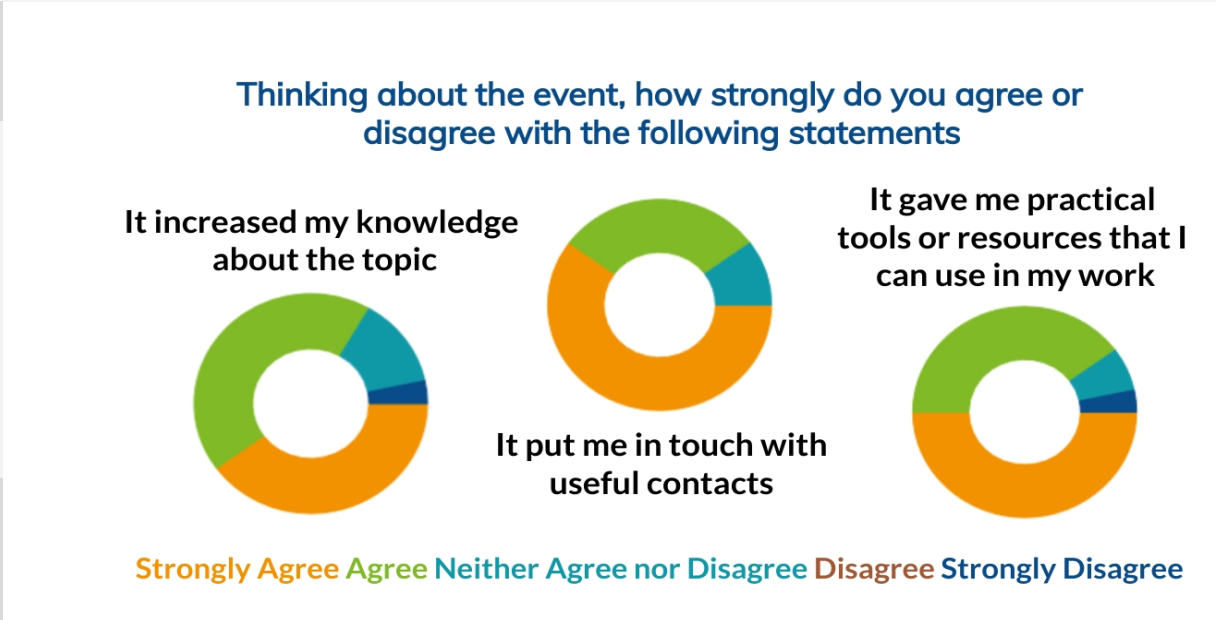 Thinking about the event, how strongly do you agree or
disagree with the following statements
It increased my knowledge
about the topic
It put me in touch with
useful contacts
It gave me practical
tools or resources that I
can use in my work
Strongly Agree Agree Neither Agree nor Disagree Disagree Strongly Disagree